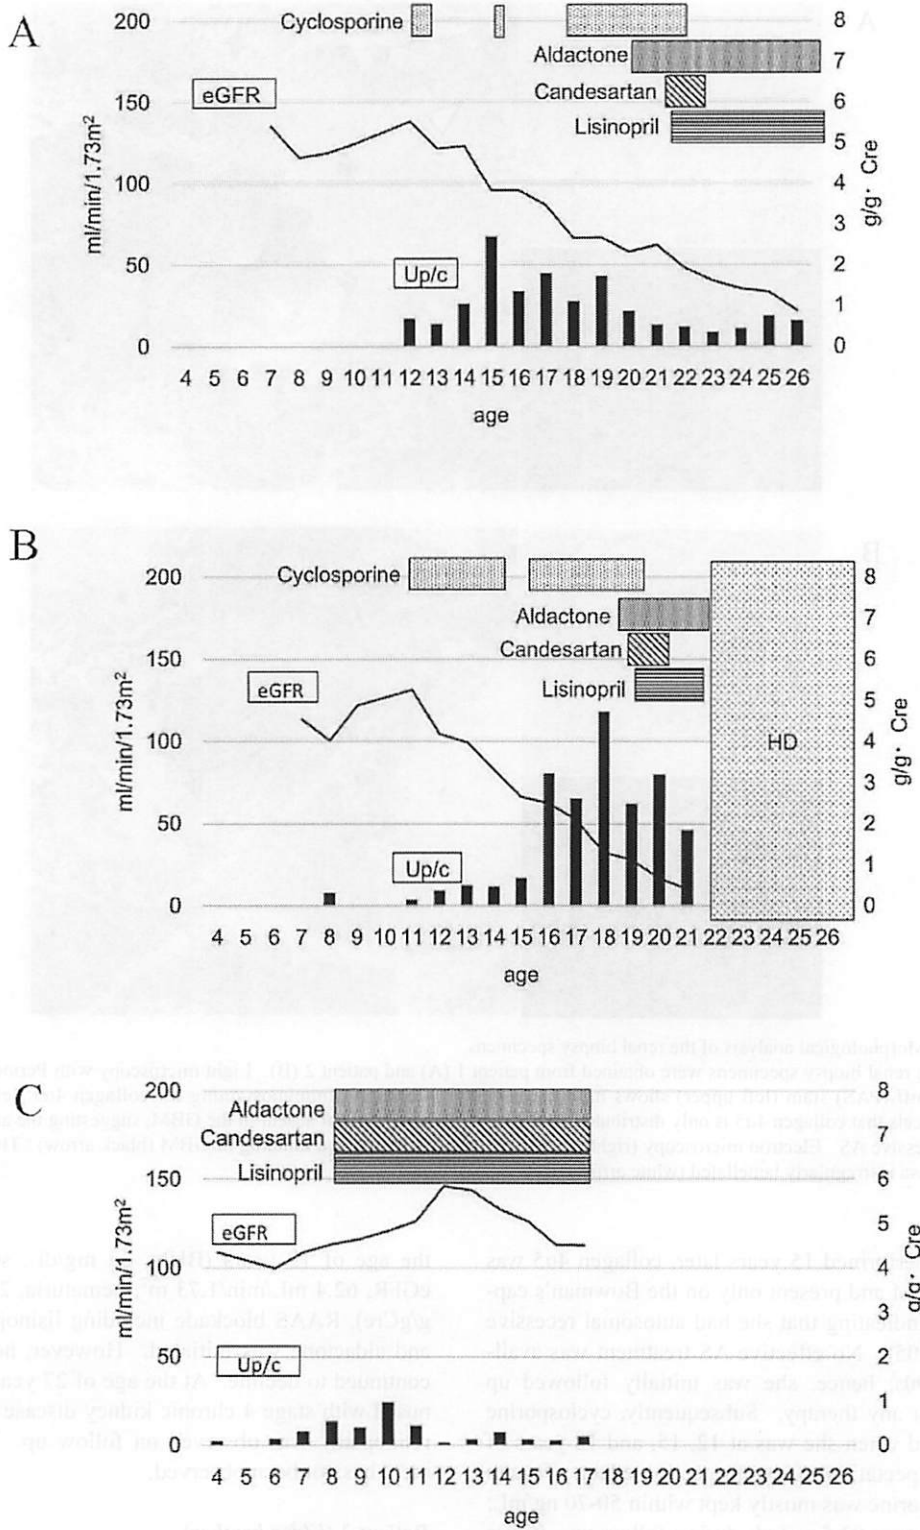 A
200
150
100
50
0
ml/min/1.73m²
Cyclosporine
Aldactone
Candesartan
Lisinopril
eGFR
Up/c
8
7
6
5
4
3
2
1
0
g/g· Cre
4 5 6 7 8 9 10 11 12 13 14 15 16 17 18 19 20 21 22 23 24 25 26
age
B
200
150
100
50
0
ml/min/1.73m²
Cyclosporine
Aldactone
Candesartan
Lisinopril
eGFR
Up/c
HD
8
7
6
5
4
3
2
1
0
g/g· Cre
4 5 6 7 8 9 10 11 12 13 14 15 16 17 18 19 20 21 22 23 24 25 26
age
C
200
150
100
50
0
ml/min/1.73m²
Aldactone
Candesartan
Lisinopril
eGFR
Up/c
8
7
6
5
4
3
2
1
0
g/g· Cre
4 5 6 7 8 9 10 11 12 13 14 15 16 17 18 19 20 21 22 23 24 25 26
age